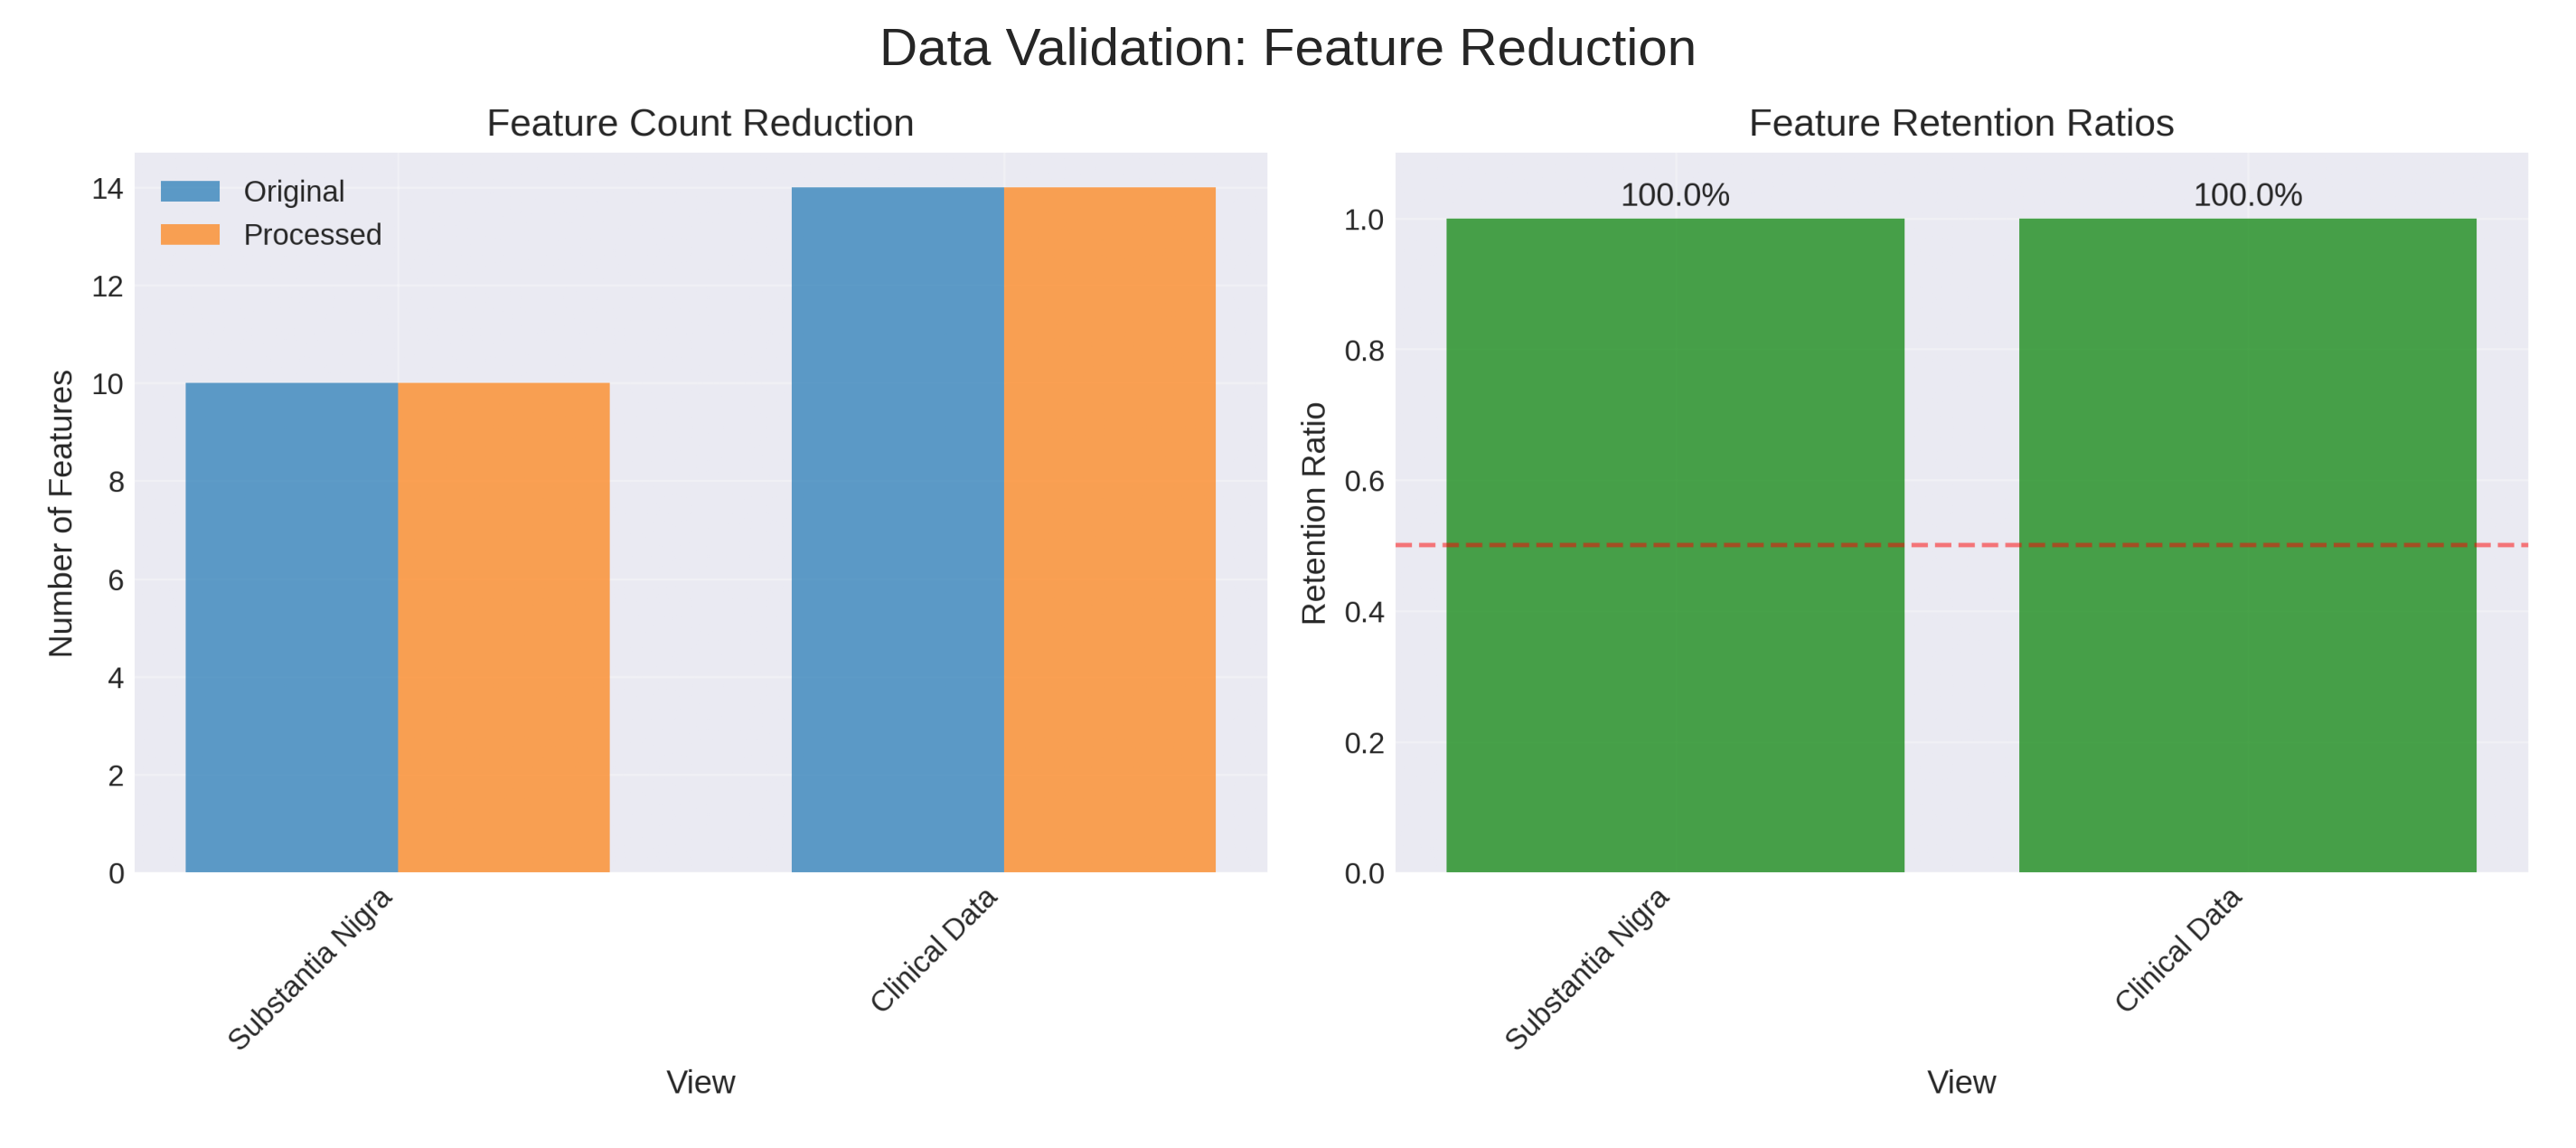 Data Validation: Feature Reduction
Feature Count Reduction
Original
Processed
14
12
10
8
6
4
2
0
Number of Features
Substantia Nigra
Clinical Data
View
Feature Retention Ratios
100.0%
100.0%
1.0
0.8
0.6
0.4
0.2
0.0
Retention Ratio
Substantia Nigra
Clinical Data
View